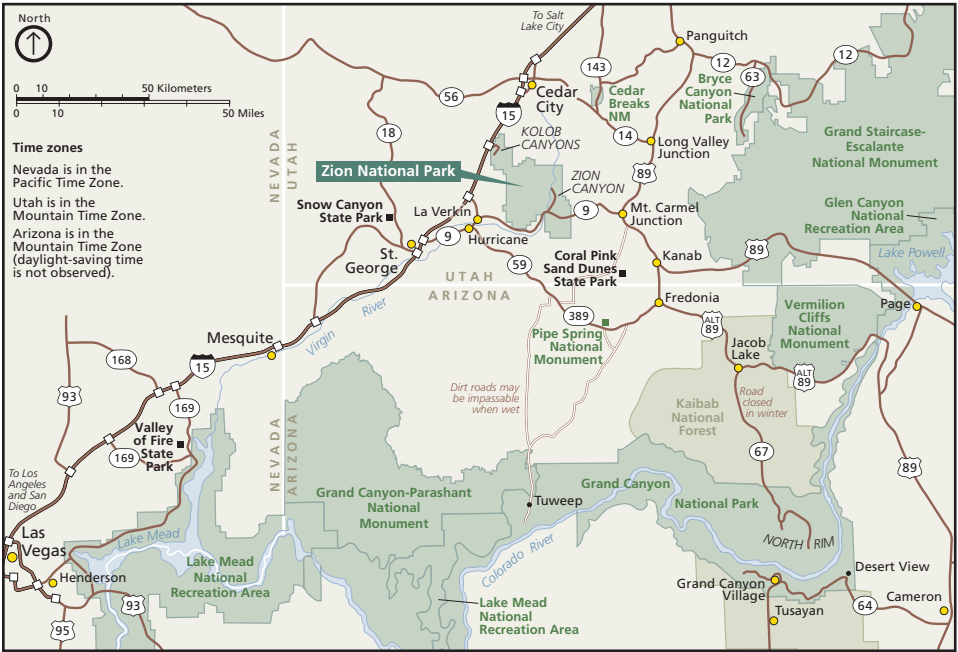 North
0 10 50 Kilometers
0 10 50 Miles
Time zones
Nevada is in the
Pacific Time Zone.
Utah is in the
Mountain Time Zone.
Arizona is in the
Mountain Time Zone
(daylight-saving time
is not observed).
To Salt
Lake City
Panguitch
143
12
12
63
Bryce
Canyon
National
Park
56
Cedar
City
Cedar
Breaks
NM
15
18
14
Long Valley
Junction
Grand Staircase-
Escalante
National Monument
NEVADA
UTAH
KOLOB
CANYONS
Zion National Park
ZION
CANYON
89
Snow Canyon
State Park
La Verkin
9
Mt. Carmel
Junction
Glen Canyon
National
Recreation Area
9
Hurricane
St.
George
59
Coral Pink
Sand Dunes
State Park
Kanab
89
Lake Powell
UTAH
ARIZONA
Fredonia
Page
Virgin
River
389
ALT
89
Vermilion
Cliffs
National
Monument
Pipe Spring
National
Monument
Mesquite
15
168
Jacob
Lake
ALT
89
93
169
Dirt roads may
be impassable
when wet
Road
closed
in winter
Kaibab
National
Forest
Valley
of Fire
State
Park
169
NEVADA
ARIZONA
67
89
To Los
Angeles
and San
Diego
Grand Canyon-Parashant
National
Monument
Tuweep
Grand Canyon
National Park
Las
Vegas
Lake Mead
Colorado River
NORTH RIM
Lake Mead
National
Recreation Area
Henderson
Desert View
Grand Canyon
Village
93
Lake Mead
National
Recreation Area
Tusayan
64
Cameron
95